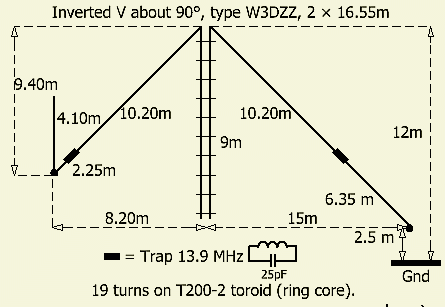 Inverted V about 90°, type W3DZZ, 2 × 16.55m
9.40m
4.10m
10.20m
10.20m
12m
9m
2.25m
6.35 m
8.20m
15m
2.5 m
= Trap 13.9 MHz
25pF
Gnd
19 turns on T200-2 toroid (ring core).